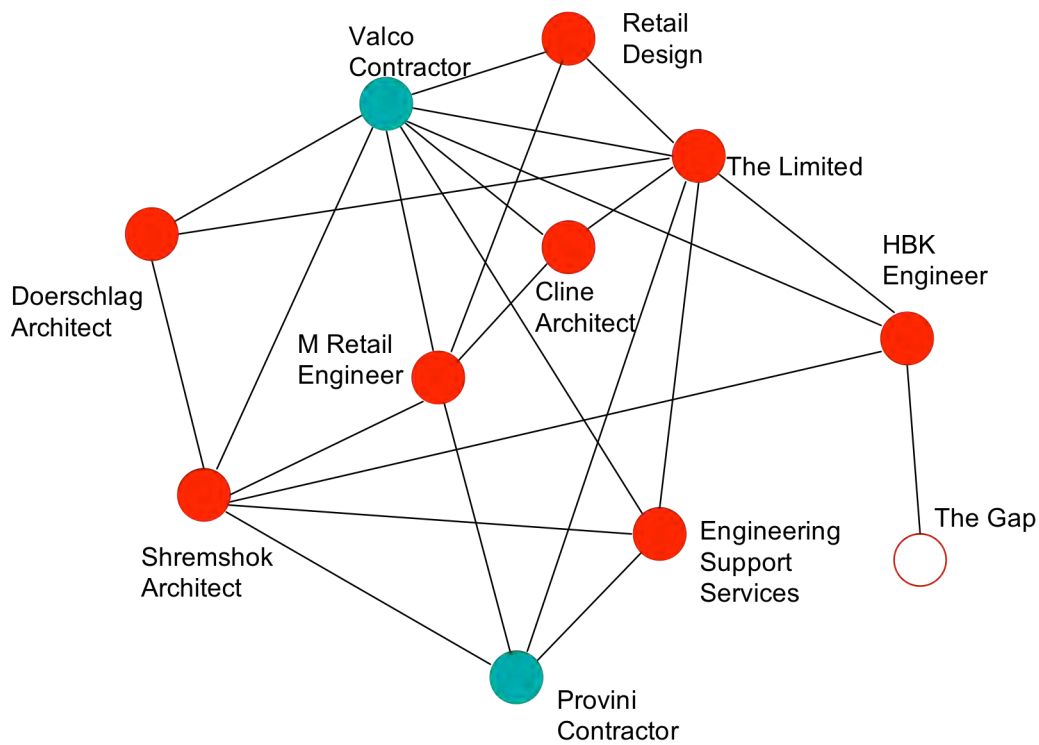 Valco
Contractor
Retail
Design
The Limited
HBK
Engineer
Doerschlag
Architect
Cline
Architect
M Retail
Engineer
Shremshok
Architect
Engineering
Support
Services
The Gap
Provini
Contractor